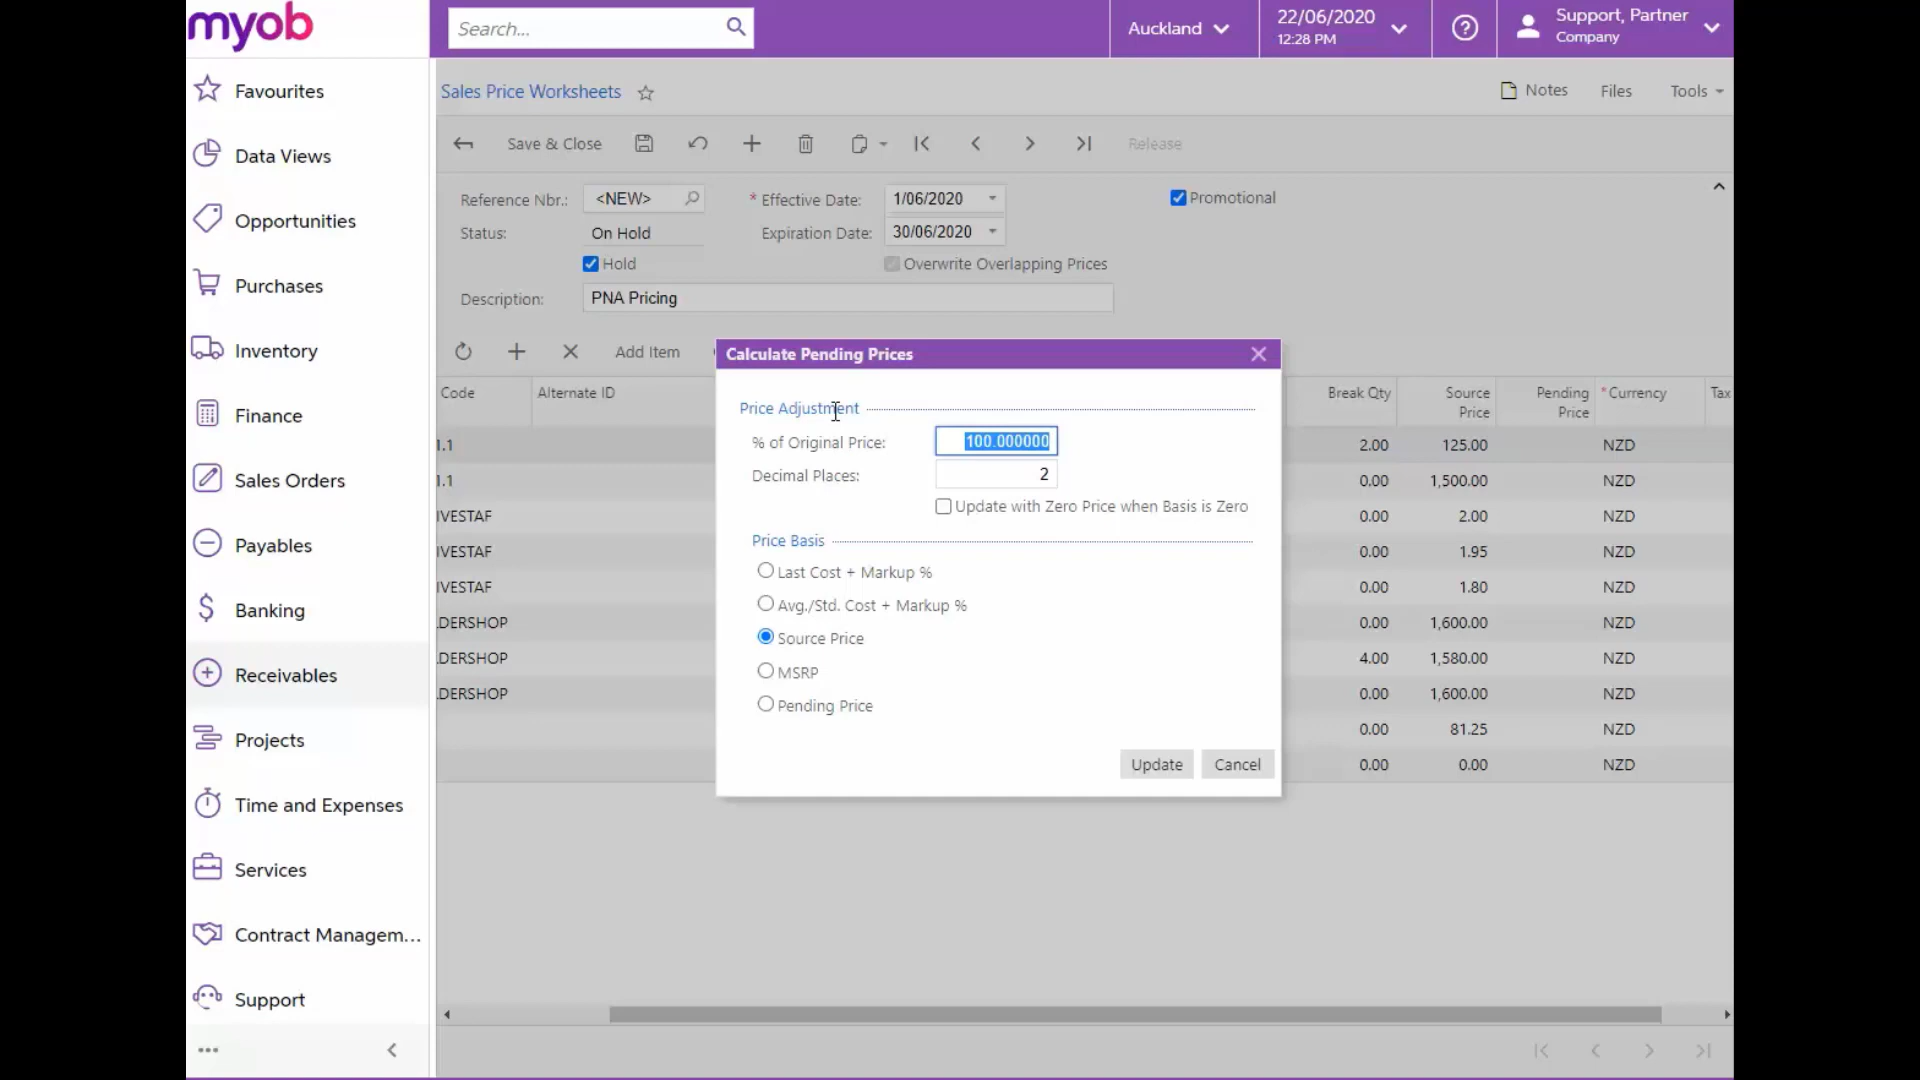 myob
Search...
Auckland
22/06/2020
12:28 PM
Support, Partner
Company
Favourites
Data Views
Opportunities
Purchases
Inventory
Finance
Sales Orders
Payables
Banking
Receivables
Projects
Time and Expenses
Services
Contract Managem...
Support
Sales Price Worksheets
Notes
Files
Tools
Save & Close
Release
Reference Nbr.: <NEW>
* Effective Date: 1/06/2020
Promotional
Status: On Hold
Expiration Date: 30/06/2020
Hold
Overwrite Overlapping Prices
Description: PNA Pricing
Add Item
Code
Alternate ID
Break Qty
Source Price
Pending Price
* Currency
Tax
1.1 2.00 125.00 NZD
1.1 0.00 1,500.00 NZD
IVESTAF 0.00 2.00 NZD
IVESTAF 0.00 1.95 NZD
IVESTAF 0.00 1.80 NZD
.DERSHOP 0.00 1,600.00 NZD
.DERSHOP 4.00 1,580.00 NZD
.DERSHOP 0.00 1,600.00 NZD
0.00 81.25 NZD
0.00 0.00 NZD
Calculate Pending Prices
Price Adjustment
% of Original Price: 100.000000
Decimal Places: 2
Update with Zero Price when Basis is Zero
Price Basis
Last Cost + Markup %
Avg./Std. Cost + Markup %
Source Price
MSRP
Pending Price
Update
Cancel